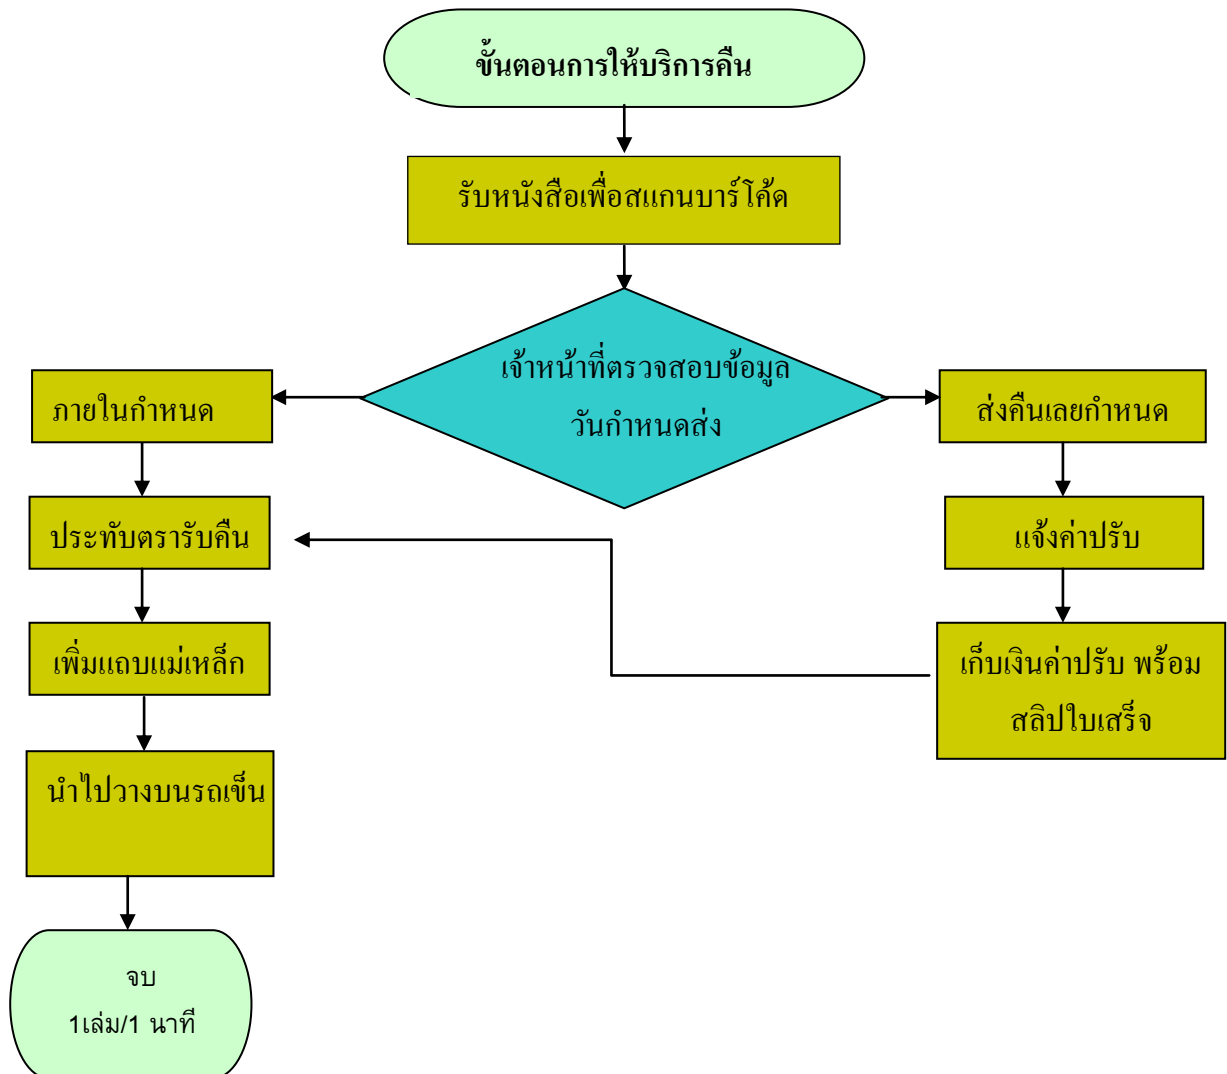 ขั้นตอนการให้บริการคืน
รับหนังสือเพื่อสแกนบาร์โค้ด
เจ้าหน้าที่ตรวจสอบข้อมูล
วันกำหนดส่ง
ภายในกำหนด
ส่งคืนเลยกำหนด
ประทับตรารับคืน
แจ้งค่าปรับ
เพิ่มแถบแม่เหล็ก
เก็บเงินค่าปรับ พร้อม
สลิปใบเสร็จ
นำไปวางบนรถเข็น
จบ
1เล่ม/1 นาที